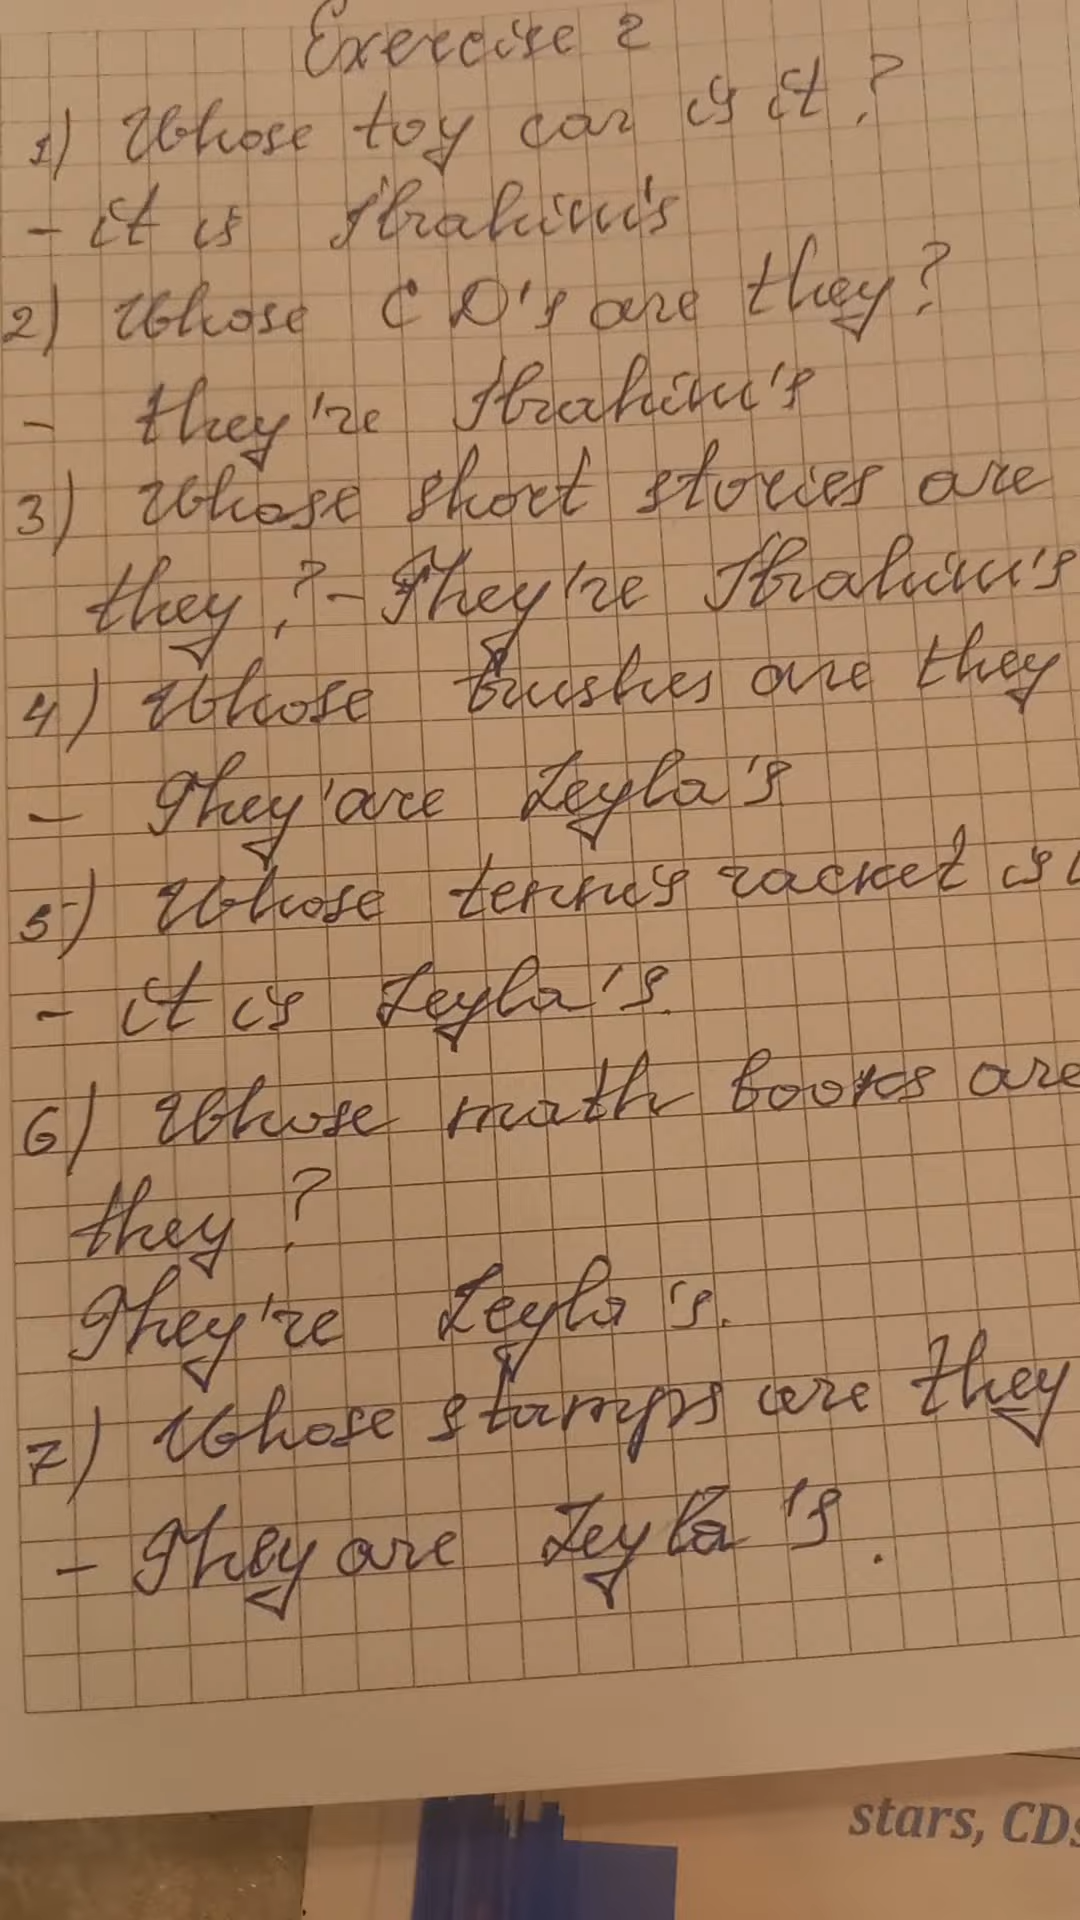 Exercise 2
1) Whose toy car is it?
- it is Ibrahim's
2) Whose CD's are they?
- they're Ibrahim's
3) Whose short stories are
they? - They're Ibrahim's
4) Whose brushes are they
- They'are Leyla's
5) Whose tennis racket is
- it is Leyla's.
6) Whose math books are
they?
They're Leyla's.
7) Whose stamps are they
- They are Leyla's.
stars, CDs